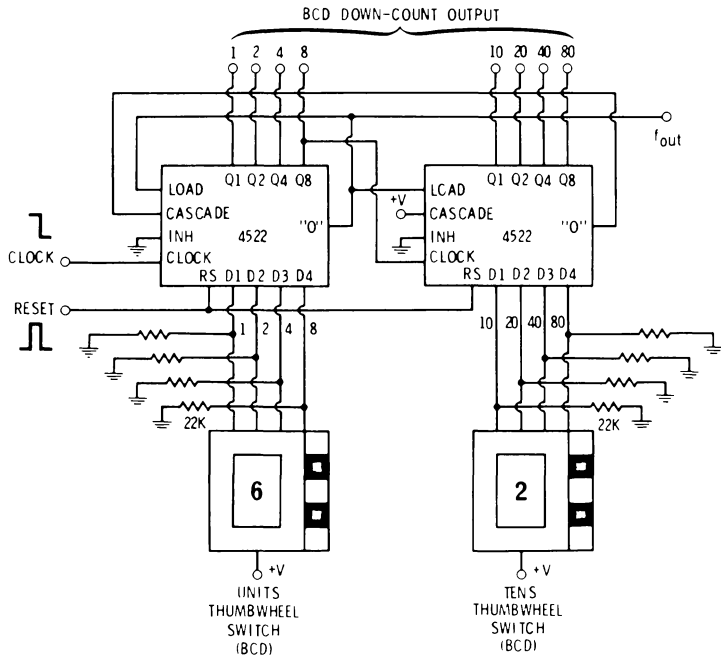 BCD DOWN-COUNT OUTPUT
1 2 4 8 10 20 40 80
fout
Q1 Q2 Q4 Q8
LOAD
CASCADE
INH
CLOCK
4522
"0"
RS D1 D2 D3 D4
+V
Q1 Q2 Q4 Q8
LOAD
CASCADE
INH
CLOCK
4522
"0"
RS D1 D2 D3 D4
CLOCK
RESET
1 2 4 8
10 20 40 80
22K
22K
6
2
+V
+V
UNITS
THUMBWHEEL
SWITCH
(BCD)
TENS
THUMBWHEEL
SWITCH
(BCD)